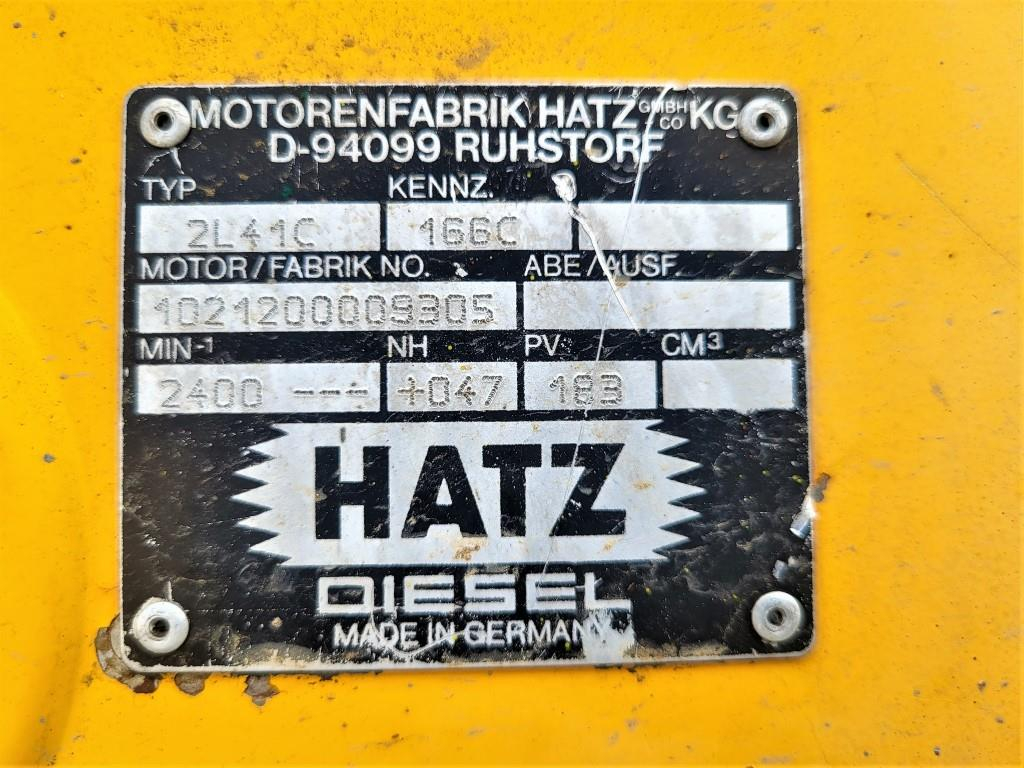 MOTORENFABRIK HATZ GMBH + CO KG
D-94099 RUHSTORF
TYP KENNZ.
2L41C 166C
MOTOR/FABRIK NO. ABE/AUSF.
1021200009305
MIN-¹ NH PV CM³
2400 ---- +047 183
HATZ
DIESEL
MADE IN GERMANY